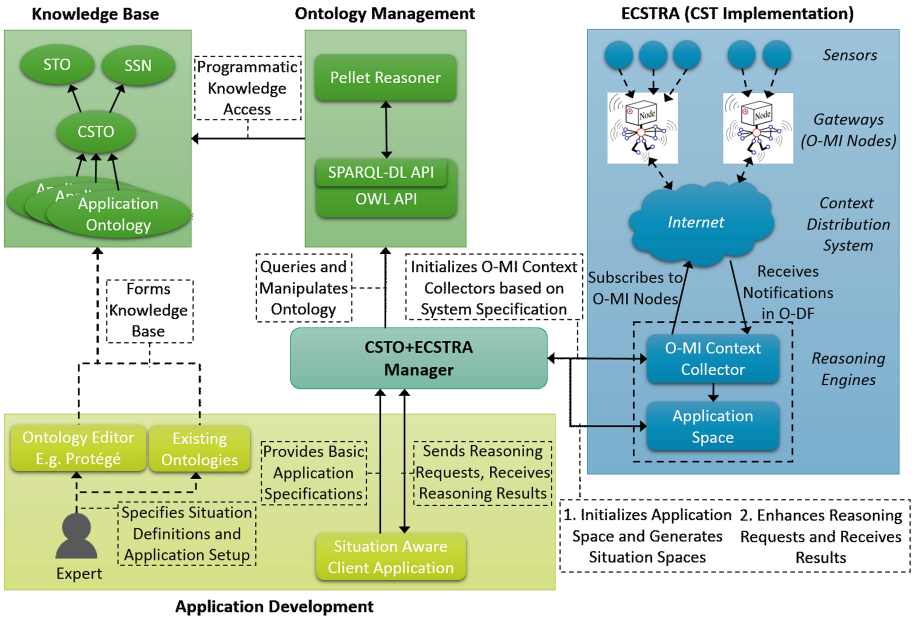 Knowledge Base
Ontology Management
ECSTRA (CST Implementation)
STO
SSN
CSTO
Application
Ontology
Programmatic
Knowledge
Access
Pellet Reasoner
SPARQL-DL API
OWL API
Sensors
Node
Node
Gateways
(O-MI Nodes)
Internet
Context
Distribution
System
Subscribes to
O-MI Nodes
Receives
Notifications
in O-DF
O-MI Context
Collector
Application
Space
Reasoning
Engines
Forms
Knowledge
Base
Queries and
Manipulates
Ontology
Initializes O-MI Context
Collectors based on
System Specification
CSTO+ECSTRA
Manager
Ontology Editor
E.g. Protégé
Existing
Ontologies
Provides Basic
Application
Specifications
Sends Reasoning
Requests, Receives
Reasoning Results
Specifies Situation
Definitions and
Application Setup
Expert
Situation Aware
Client Application
1. Initializes Application
Space and Generates
Situation Spaces
2. Enhances Reasoning
Requests and Receives
Results
Application Development